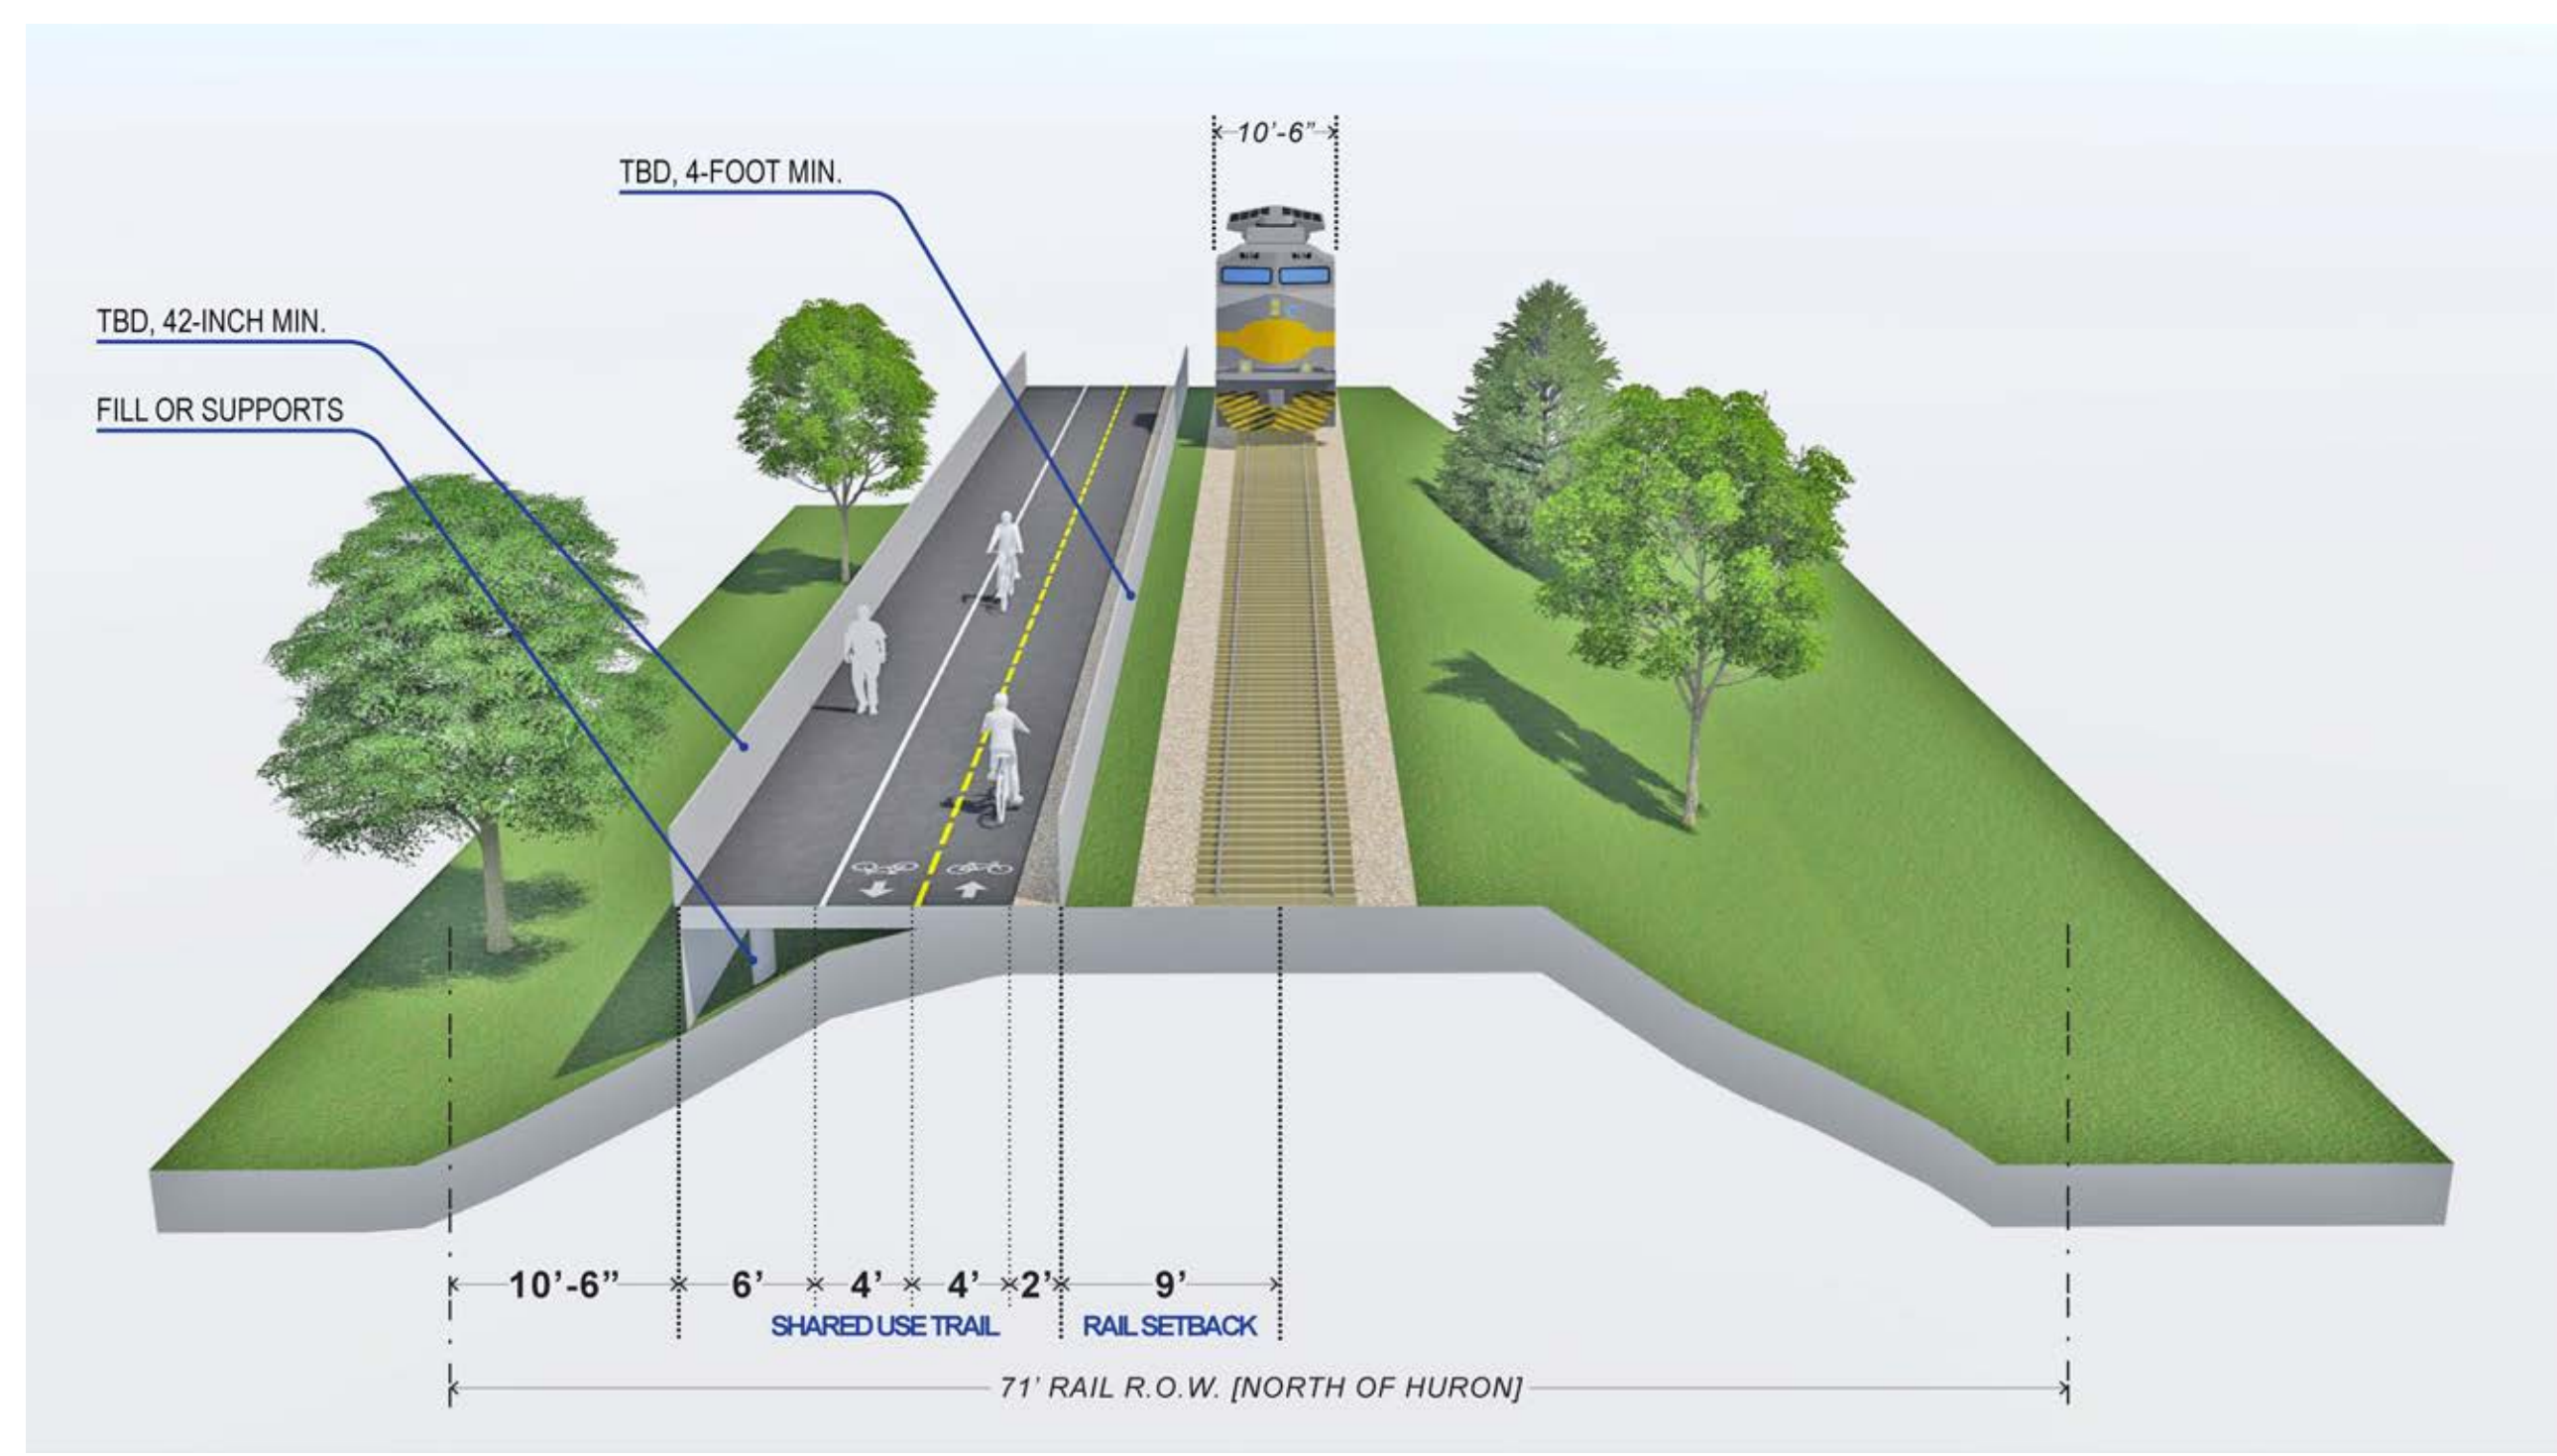 10'-6"
TBD, 4-FOOT MIN.
TBD, 42-INCH MIN.
FILL OR SUPPORTS
10'-6" 6' 4' 4' 2' 9'
SHARED USE TRAIL RAIL SETBACK
71' RAIL R.O.W. [NORTH OF HURON]